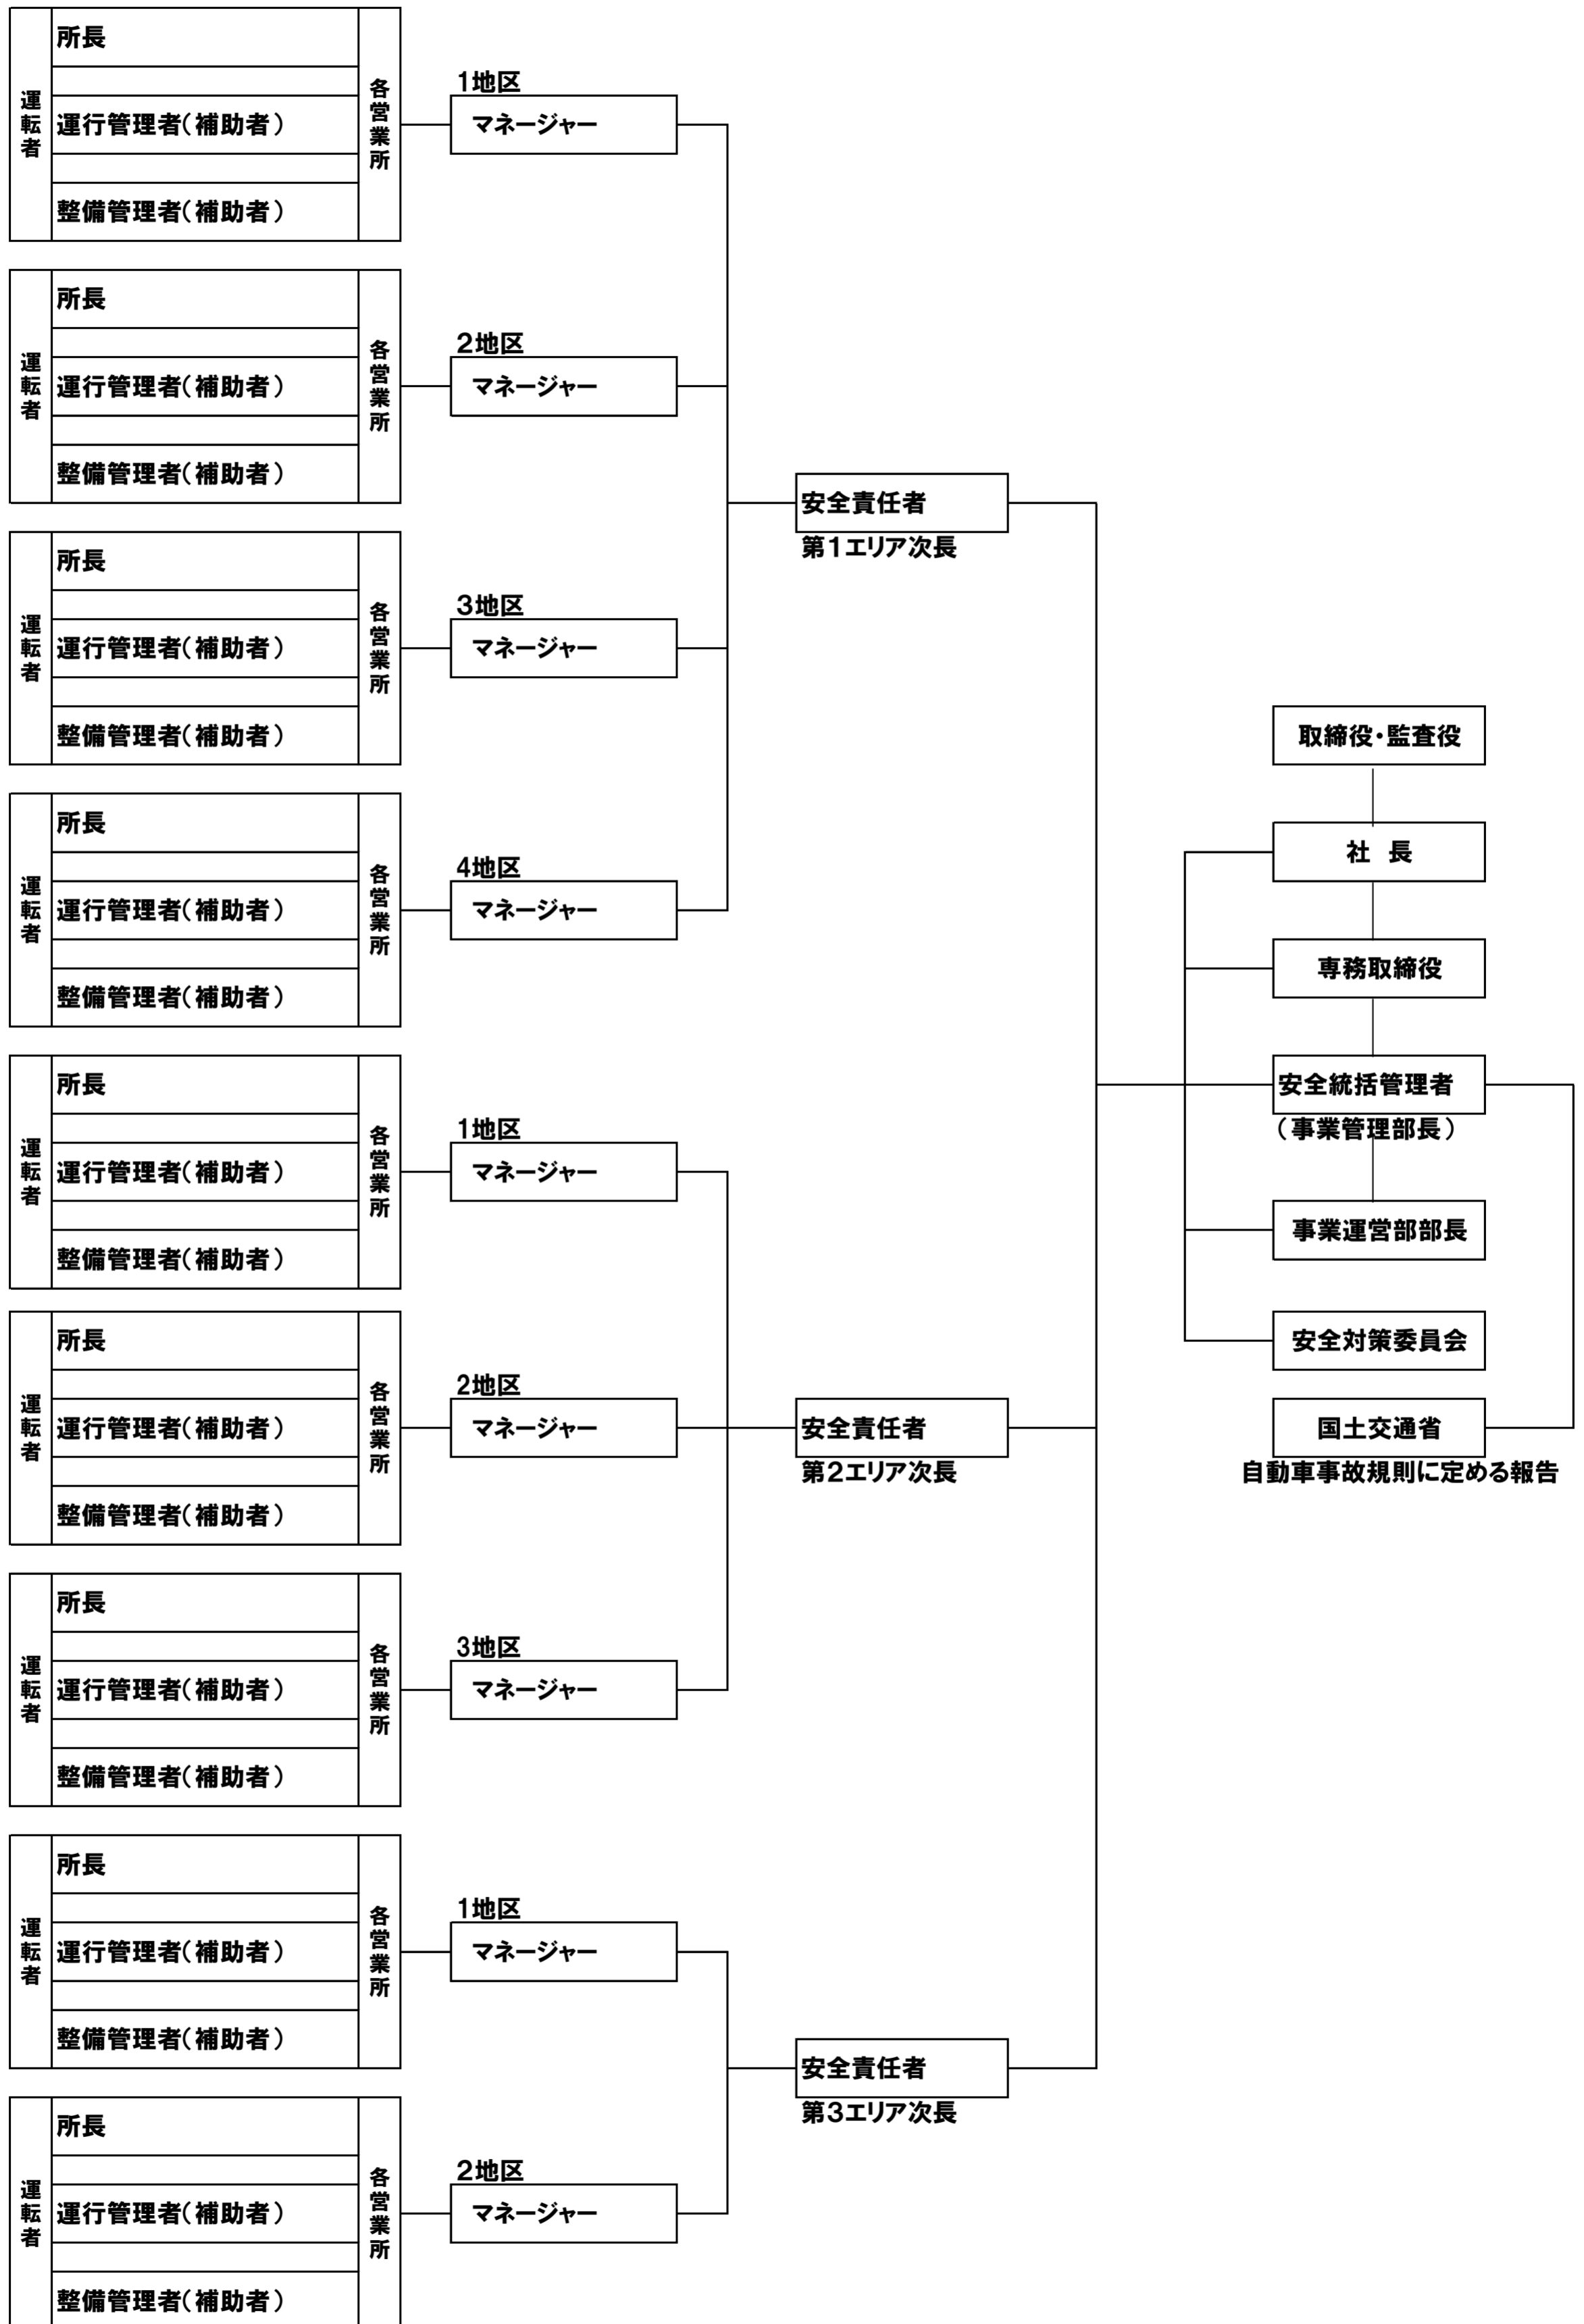 運転者
所長
運行管理者(補助者)
整備管理者(補助者)
各営業所
1地区
マネージャー
運転者
所長
運行管理者(補助者)
整備管理者(補助者)
各営業所
2地区
マネージャー
運転者
所長
運行管理者(補助者)
整備管理者(補助者)
各営業所
3地区
マネージャー
運転者
所長
運行管理者(補助者)
整備管理者(補助者)
各営業所
4地区
マネージャー
安全責任者
第1エリア次長
運転者
所長
運行管理者(補助者)
整備管理者(補助者)
各営業所
1地区
マネージャー
運転者
所長
運行管理者(補助者)
整備管理者(補助者)
各営業所
2地区
マネージャー
運転者
所長
運行管理者(補助者)
整備管理者(補助者)
各営業所
3地区
マネージャー
安全責任者
第2エリア次長
運転者
所長
運行管理者(補助者)
整備管理者(補助者)
各営業所
1地区
マネージャー
運転者
所長
運行管理者(補助者)
整備管理者(補助者)
各営業所
2地区
マネージャー
安全責任者
第3エリア次長
取締役・監査役
社 長
専務取締役
安全統括管理者
(事業管理部長)
事業運営部部長
安全対策委員会
国土交通省
自動車事故規則に定める報告